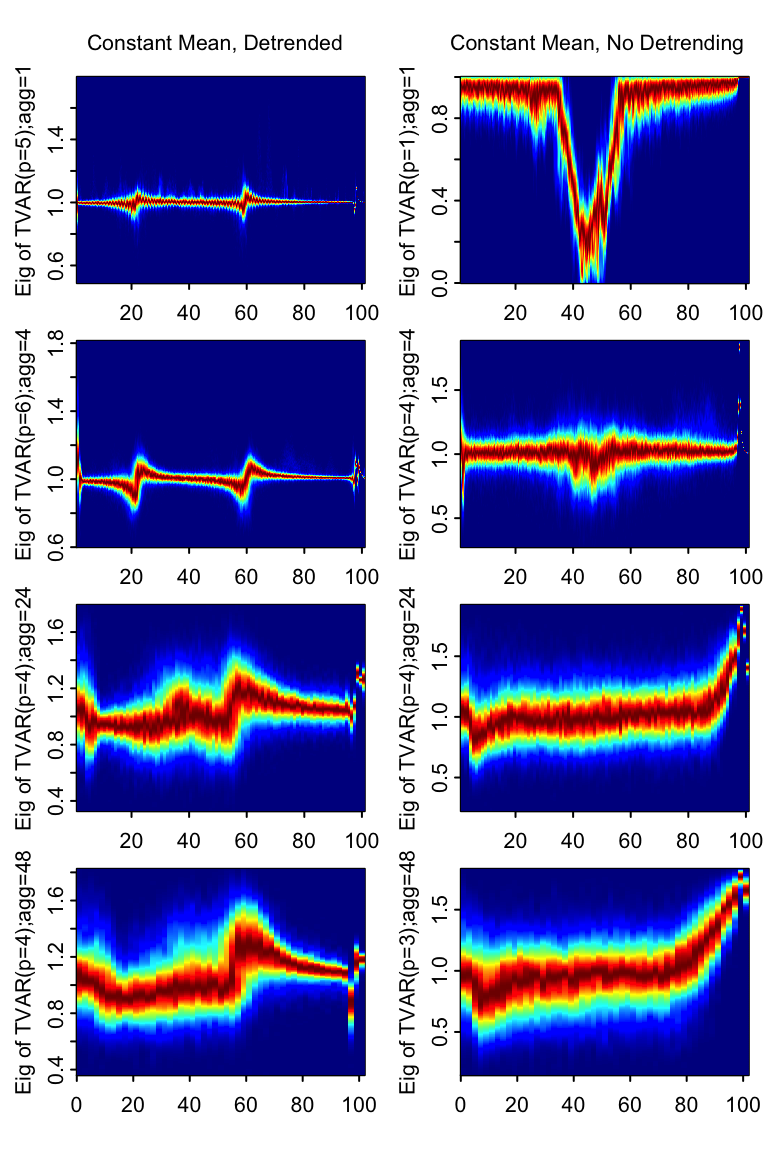 Constant Mean, Detrended
Constant Mean, No Detrending
Eig of TVAR(p=5);agg=1
0.6 1.0 1.4
20 40 60 80 100
Eig of TVAR(p=1);agg=1
0.0 0.4 0.8
20 40 60 80 100
Eig of TVAR(p=6);agg=4
0.6 1.0 1.4 1.8
20 40 60 80 100
Eig of TVAR(p=4);agg=4
0.5 1.0 1.5
20 40 60 80 100
Eig of TVAR(p=4);agg=24
0.4 0.8 1.2 1.6
20 40 60 80 100
Eig of TVAR(p=4);agg=24
0.5 1.0 1.5
20 40 60 80 100
Eig of TVAR(p=4);agg=48
0.4 0.8 1.2 1.6
0 20 40 60 80 100
Eig of TVAR(p=3);agg=48
0.5 1.0 1.5
0 20 40 60 80 100